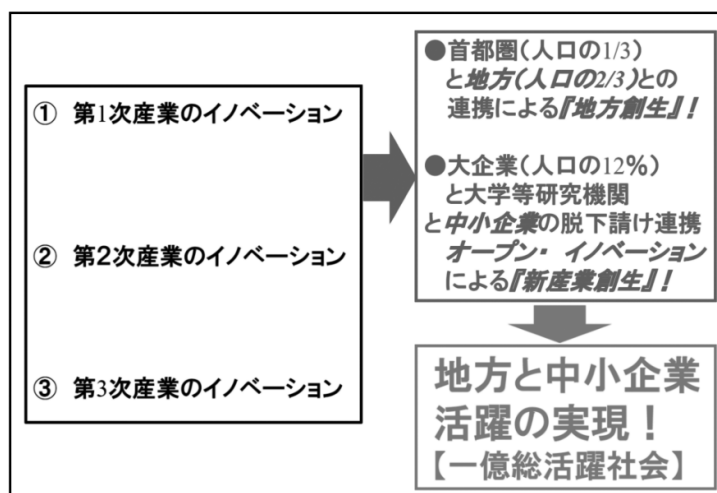 ① 第1次産業のイノベーション
② 第2次産業のイノベーション
③ 第3次産業のイノベーション
●首都圏(人口の1/3)
と地方(人口の2/3)との
連携による『地方創生』!
●大企業(人口の12%)
と大学等研究機関
と中小企業の脱下請け連携
オープン・ イノベーション
による『新産業創生』!
地方と中小企業
活躍の実現!
【一億総活躍社会】